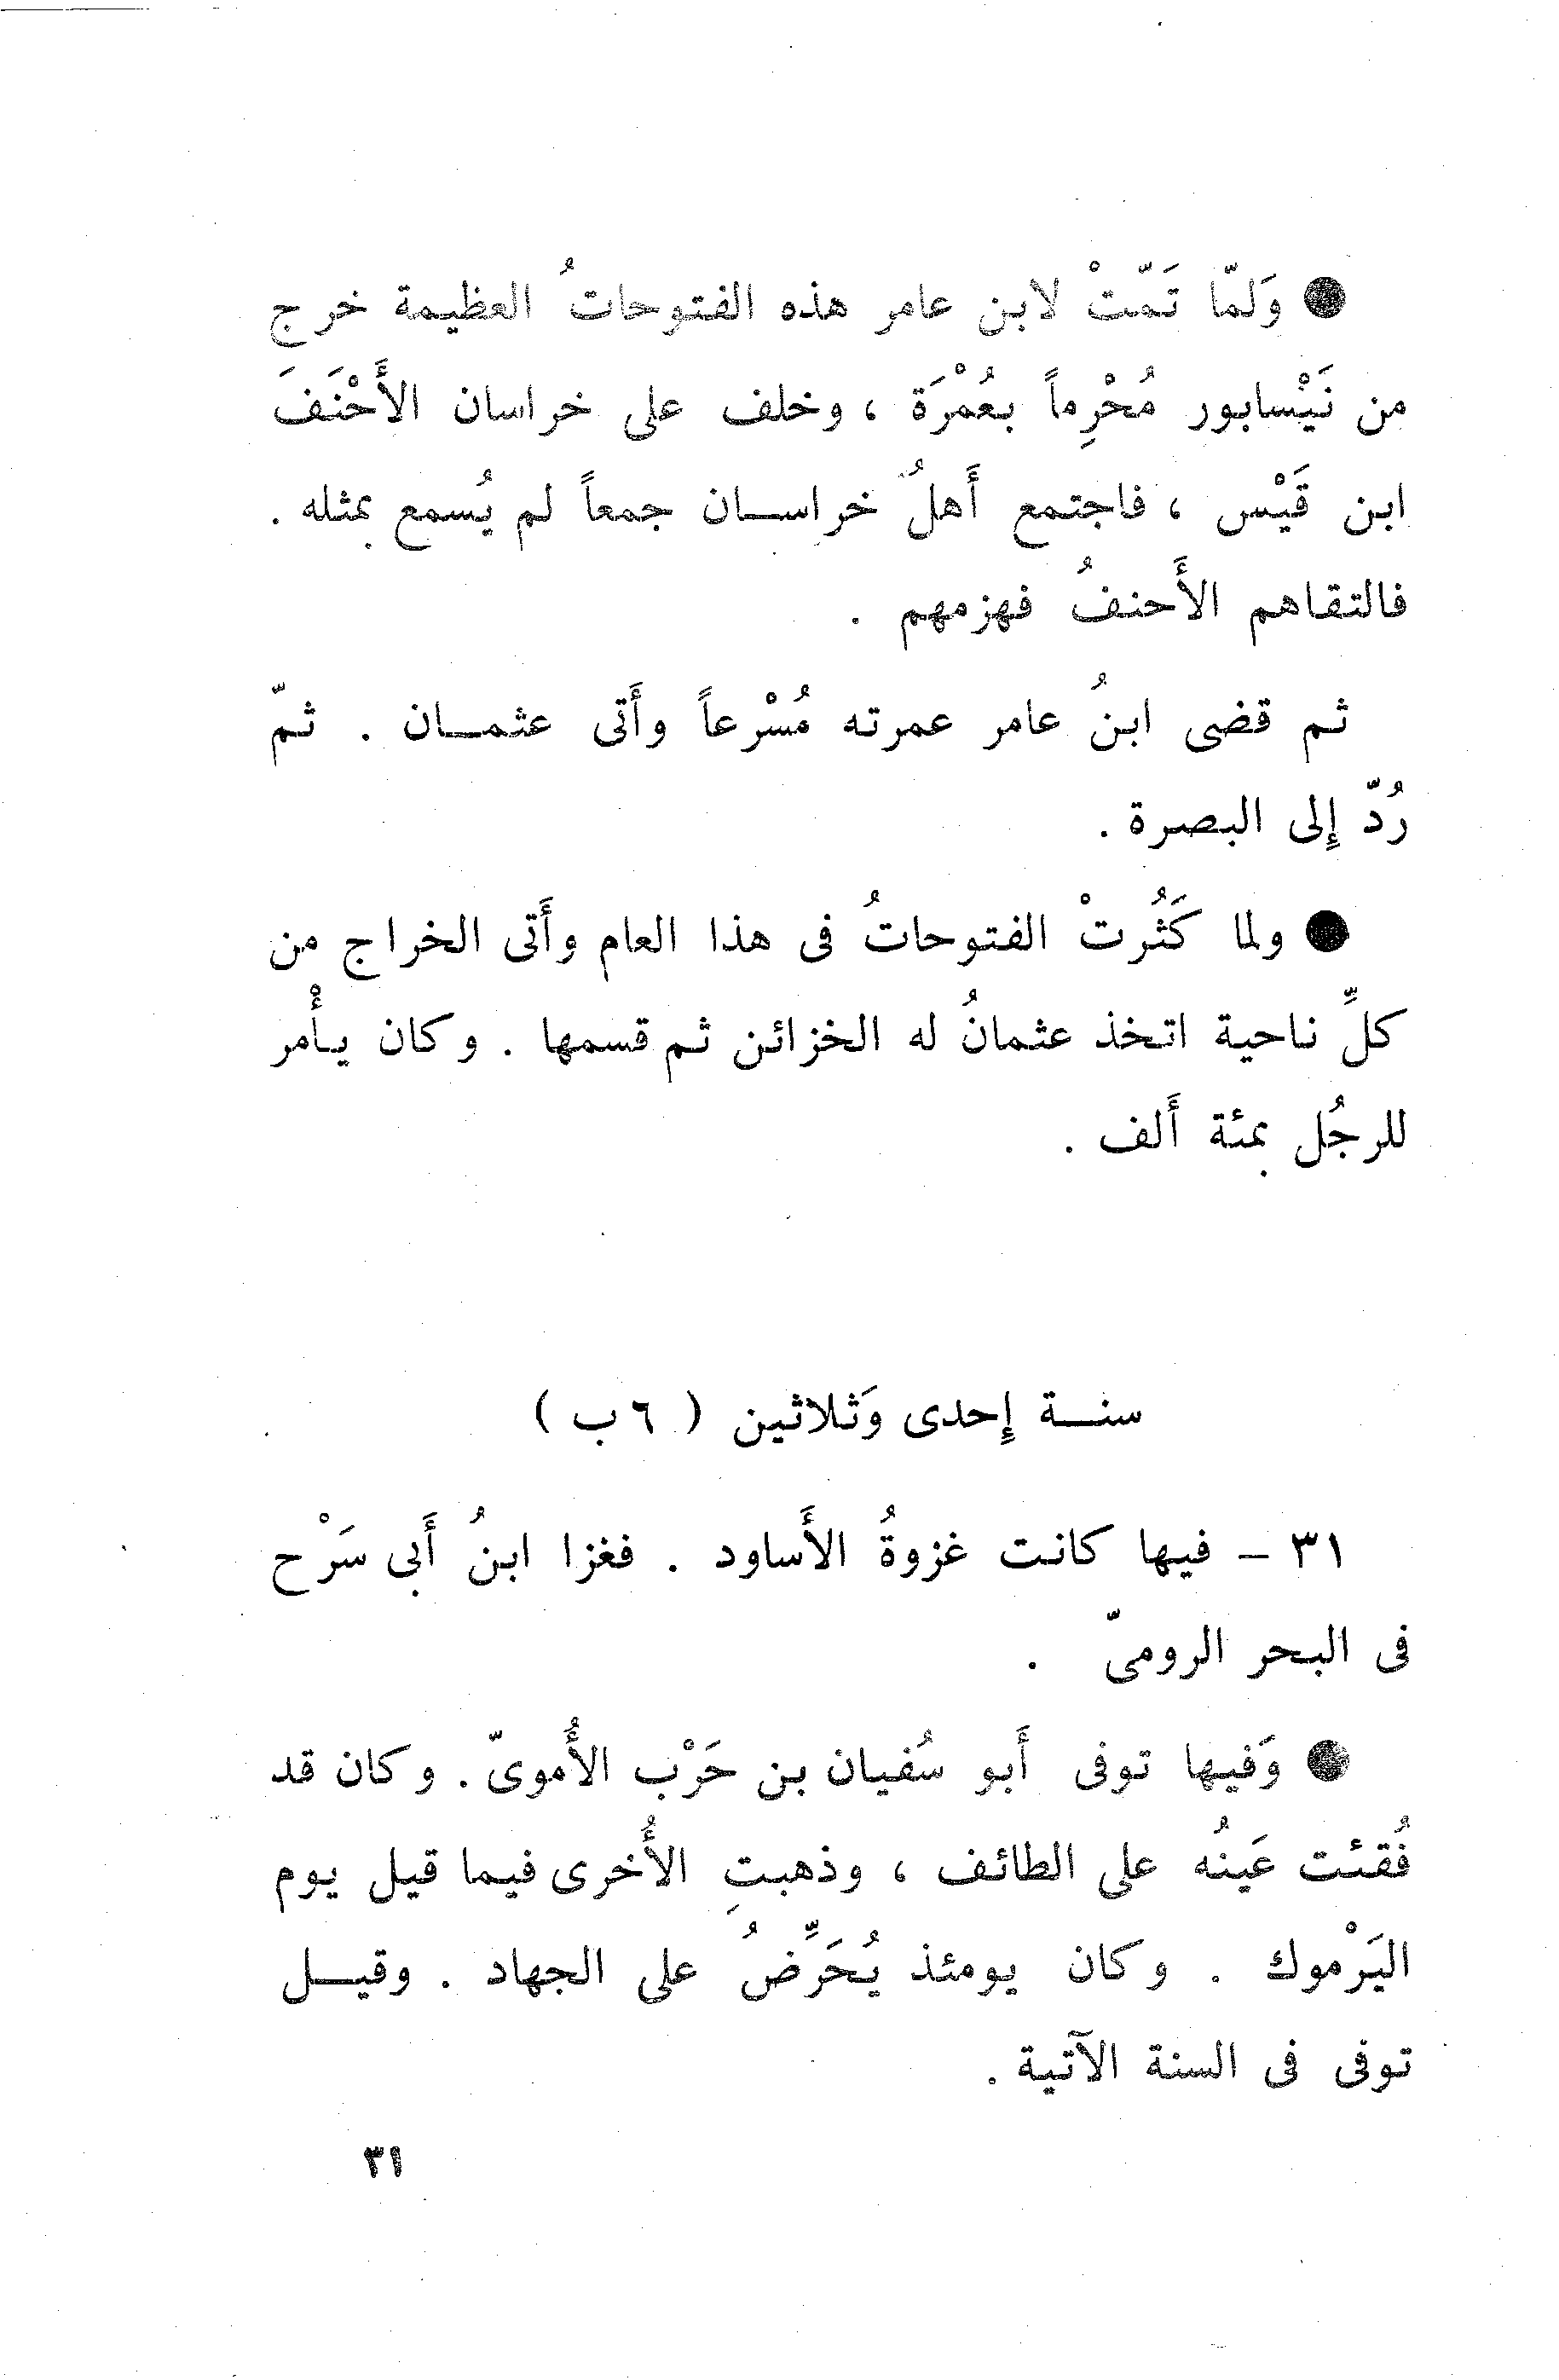 ● وَلمّا تَمّتْ لابن عامر هذه الفتوحاتُ العظيمة خرج
من نَيْسابور مُحْرِماً بعُمْرَة ، وخلف على خراسان الأَحْنَفَ
ابن قَيْس ، فاجتمع أَهلُ خراسان جمعاً لم يُسمع بمثله .
فالتقاهم الأَحنفُ فهزمهم .
ثم قضى ابنُ عامر عمرته مُسْرعاً وأَتى عثمان . ثمّ
رُدّ إِلى البصرة .
● ولما كَثُرتْ الفتوحاتُ فى هذا العام وأَتى الخراج من
كلِّ ناحية اتخذ عثمانُ له الخزائن ثم قسمها . وكان يأْمر
للرجُل بمئة أَلف .
سنة إِحدى وَثلاثين ( ٦ ب )
٣١ – فيها كانت غزوةُ الأَساود . فغزا ابنُ أَبى سَرْح
فى البحر الرومىّ .
● وَفيها توفى أَبو سُفيان بن حَرْب الأُموىّ . وكان قد
فُقئت عَينُه على الطائف ، وذهبتِ الأُخرى فيما قيل يوم
اليَرْموك . وكان يومئذ يُحَرِّضُ على الجهاد . وقيل
توفى فى السنة الآتية .
٣١